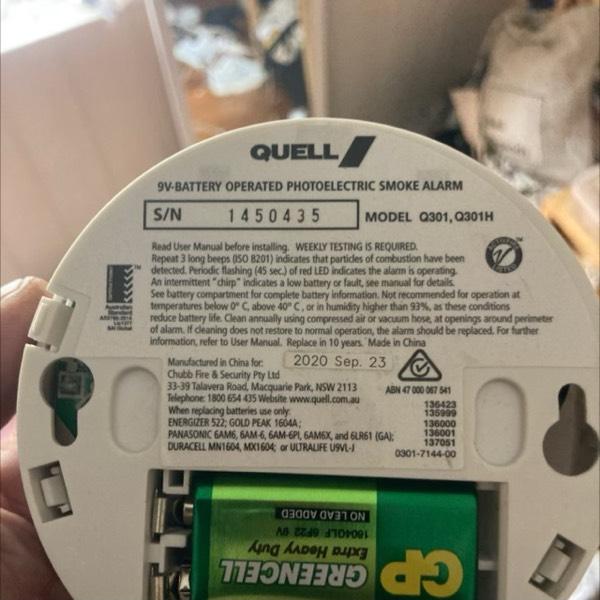 QUELL
9V-BATTERY OPERATED PHOTOELECTRIC SMOKE ALARM
S/N 1450435 MODEL Q301, Q301H
Read User Manual before installing. WEEKLY TESTING IS REQUIRED.
Repeat 3 long beeps (ISO 8201) indicates that particles of combustion have been
detected. Periodic flashing (45 sec.) of red LED indicates the alarm is operating.
An intermittent "chirp" indicates a low battery or fault, see manual for details.
See battery compartment for complete battery information. Not recommended for operation at
temperatures below 0° C, above 40° C, or in humidity higher than 93%, as these conditions
reduce battery life. Clean annually using compressed air or vacuum hose, at openings around perimeter
of alarm. If cleaning does not restore to normal operation, the alarm should be replaced. For further
information, refer to User Manual. Replace in 10 years. Made in China
Australian
Standard
AS3786-2014
SAI Global
Manufactured in China for: 2020 Sep. 23
Chubb Fire & Security Pty Ltd
33-39 Talavera Road, Macquarie Park, NSW 2113
Telephone: 1800 654 435 Website www.quell.com.au
ABN 47 000 067 541
When replacing batteries use only:
ENERGIZER 522; GOLD PEAK 1604A;
PANASONIC 6AM6, 6AM-6, 6AM-6PI, 6AM6X, and 6LR61 (GA);
DURACELL MN1604, MX1604; or ULTRALIFE U9VL-J
136423
135999
136000
136001
137051
0301-7144-00
GP
GREENCELL
Extra Heavy Duty
1604GLF 6F22 9V
NO LEAD ADDED